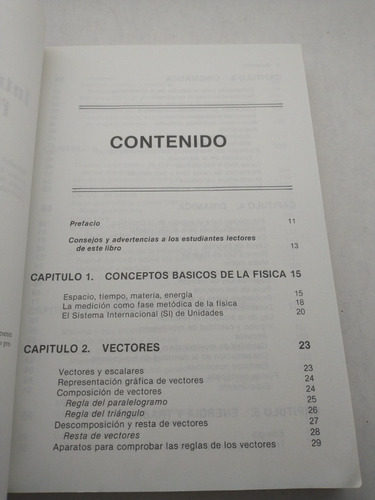 CONTENIDO
Prefacio 11
Consejos y advertencias a los estudiantes lectores
de este libro 13
CAPITULO 1. CONCEPTOS BASICOS DE LA FISICA 15
Espacio, tiempo, materia, energía 15
La medición como fase metódica de la física 18
El Sistema Internacional (SI) de Unidades 20
CAPITULO 2. VECTORES 23
Vectores y escalares 23
Representación gráfica de vectores 24
Composición de vectores 24
Regla del paralelogramo 25
Regla del triángulo 26
Descomposición y resta de vectores 27
Resta de vectores 28
Aparatos para comprobar las reglas de los vectores 29